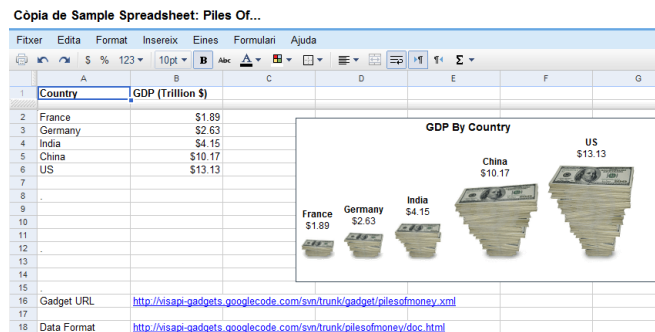 Còpia de Sample Spreadsheet: Piles Of...
Fitxer Edita Format Insereix Eines Formulari Ajuda
$ % 123 10pt B Abc A Σ
A B C D E F G
1 Country GDP (Trillion $)
2 France $1.89
3 Germany $2.63
4 India $4.15
5 China $10.17
6 US $13.13
7
8 .
9
10
11
12 .
13
14
15 .
16 Gadget URL http://visapi-gadgets.googlecode.com/svn/trunk/gadget/pilesofmoney.xml
17
18 Data Format http://visapi-gadgets.googlecode.com/svn/trunk/pilesofmoney/doc.html
GDP By Country
France
$1.89
Germany
$2.63
India
$4.15
China
$10.17
US
$13.13